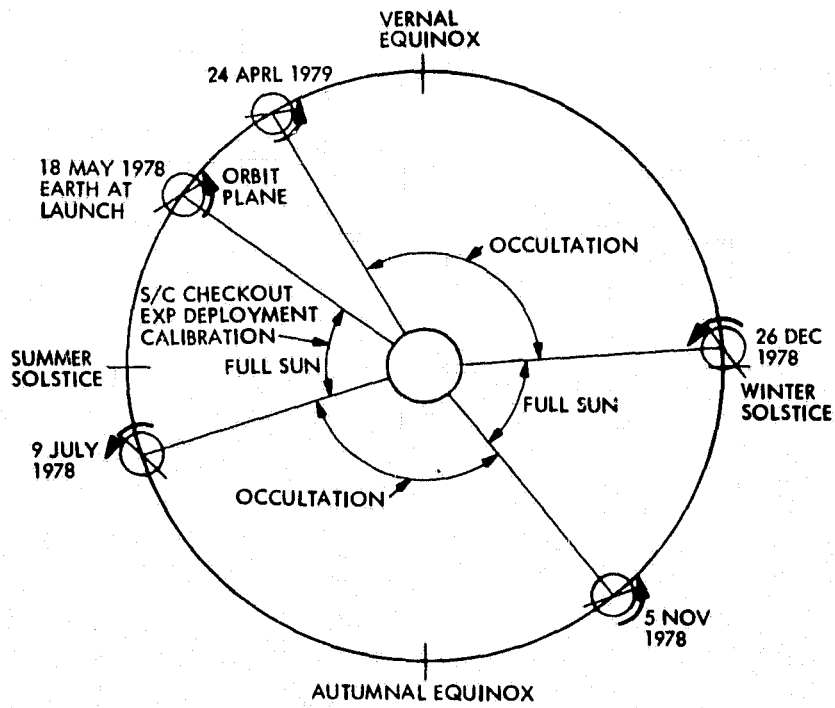 VERNAL
EQUINOX
24 APRL 1979
18 MAY 1978
EARTH AT
LAUNCH
ORBIT
PLANE
OCCULTATION
S/C CHECKOUT
EXP DEPLOYMENT
CALIBRATION
FULL SUN
SUMMER
SOLSTICE
26 DEC
1978
WINTER
SOLSTICE
FULL SUN
9 JULY
1978
OCCULTATION
5 NOV
1978
AUTUMNAL EQUINOX